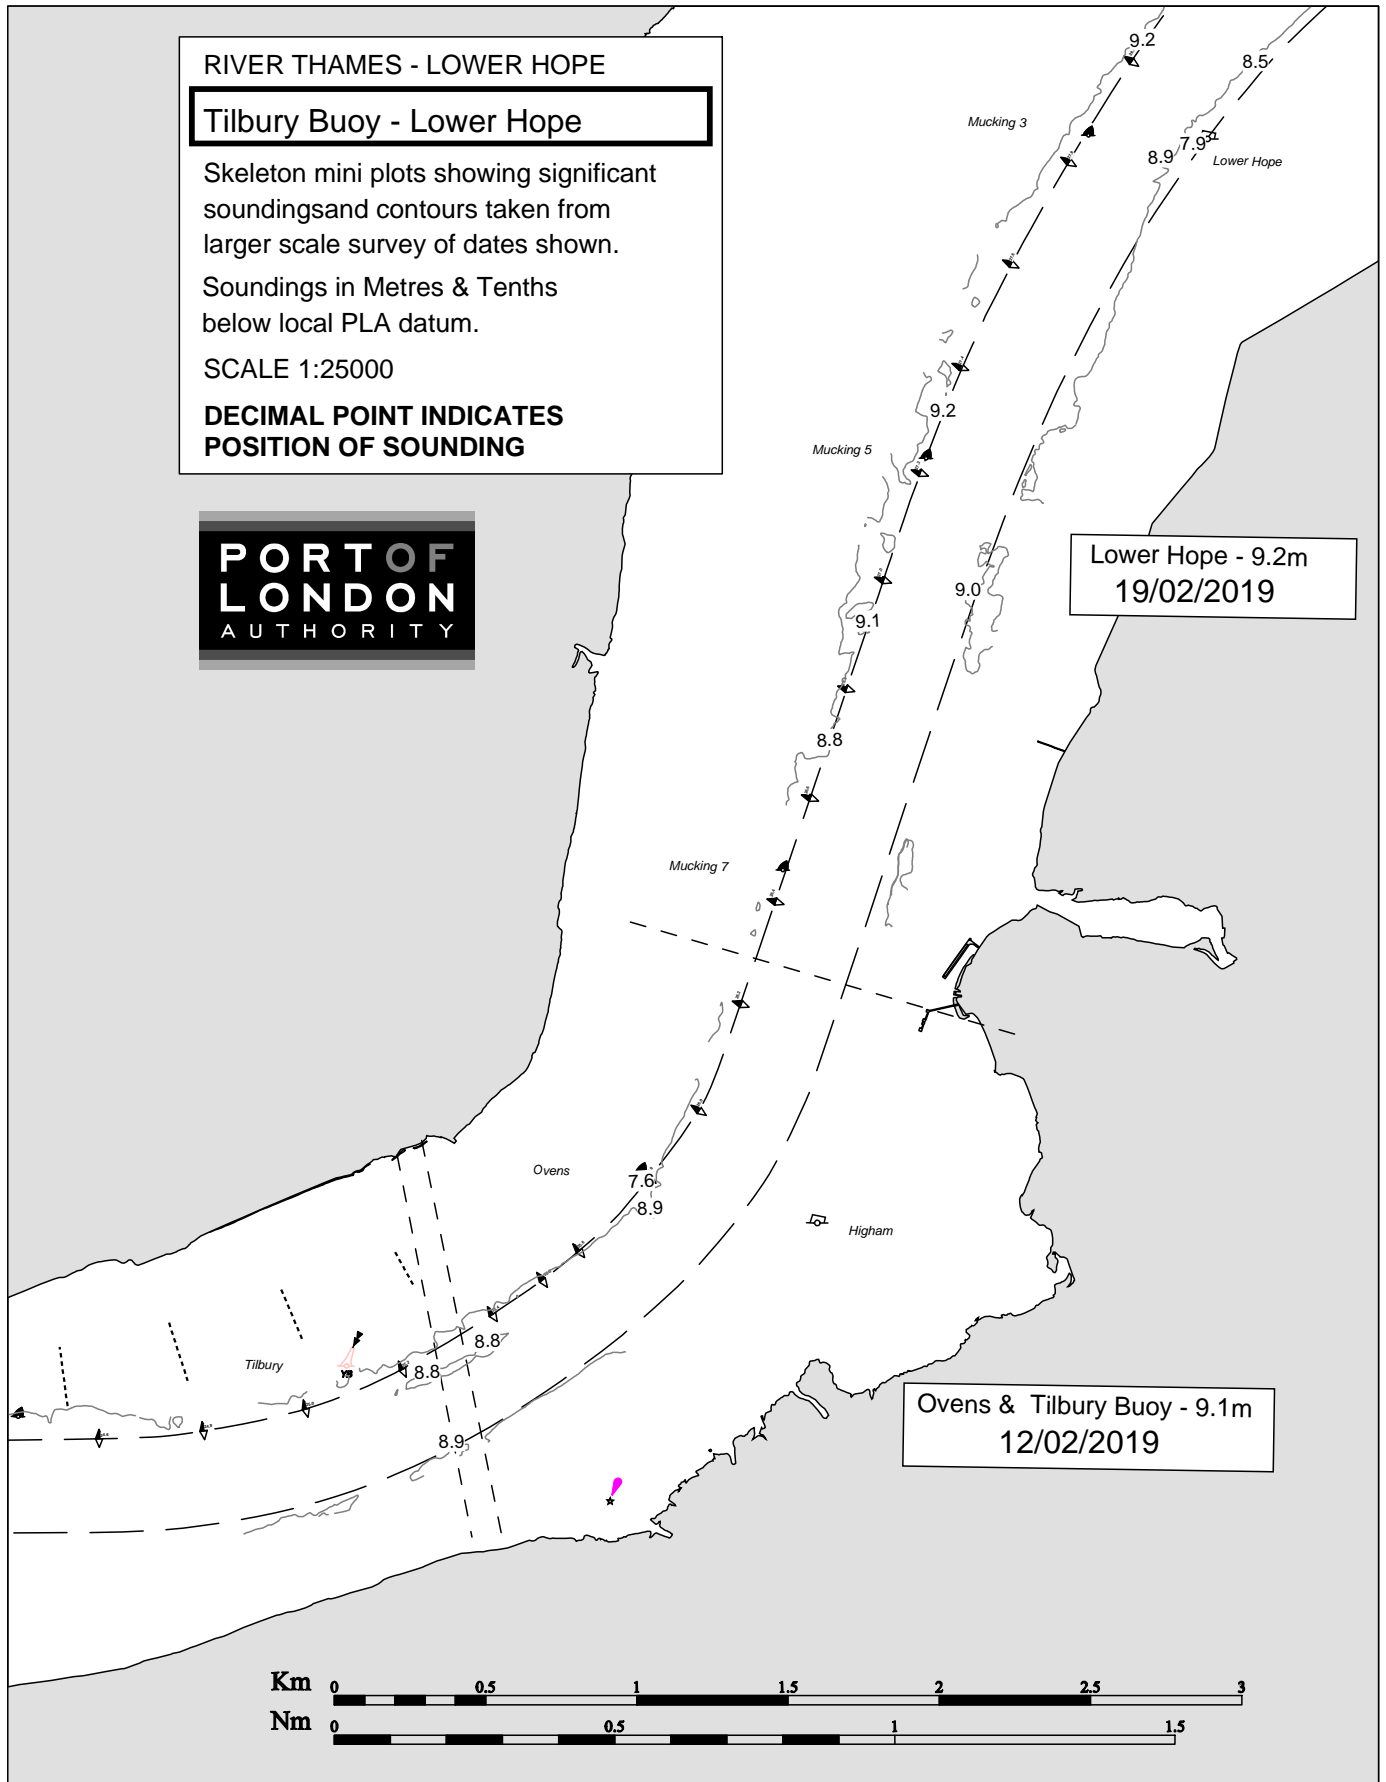 RIVER THAMES - LOWER HOPE
Tilbury Buoy - Lower Hope
Skeleton mini plots showing significant
soundingsand contours taken from
larger scale survey of dates shown.
Soundings in Metres & Tenths
below local PLA datum.
SCALE 1:25000
DECIMAL POINT INDICATES
POSITION OF SOUNDING
PORT OF
LONDON
AUTHORITY
9.2
8.5
Mucking 3
7.9
8.9
Lower Hope
9.2
Mucking 5
Lower Hope - 9.2m
19/02/2019
9.0
9.1
8.8
Mucking 7
Ovens
7.6
8.9
Higham
8.8
Tilbury
8.8
YB
8.9
Ovens & Tilbury Buoy - 9.1m
12/02/2019
Km 0 0.5 1 1.5 2 2.5 3
Nm 0 0.5 1 1.5